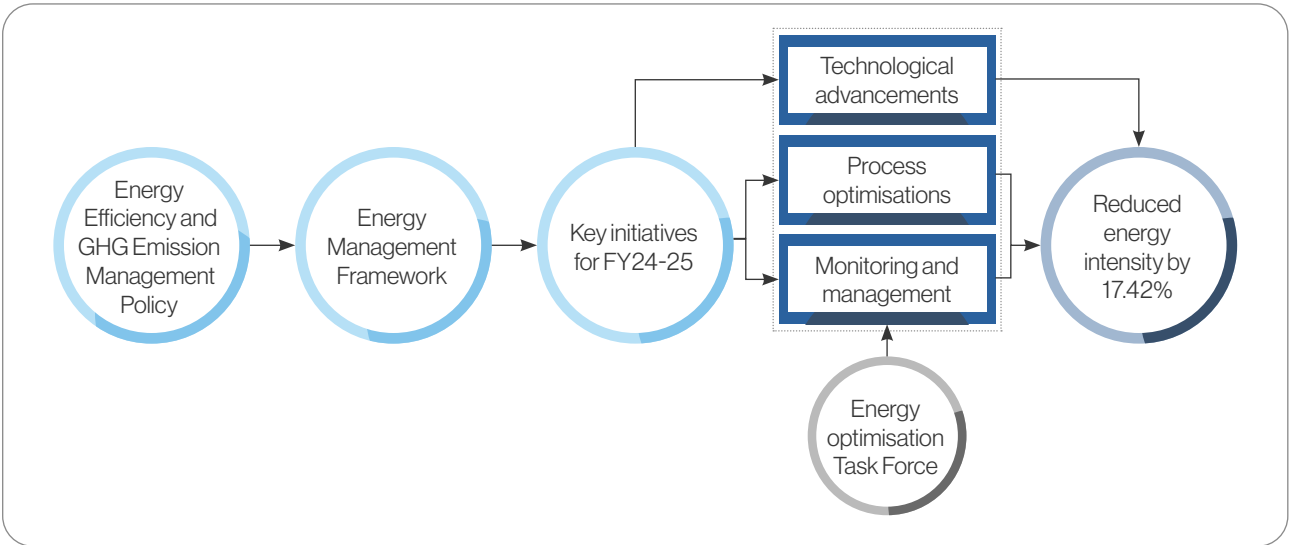 Energy
Efficiency and
GHG Emission
Management
Policy
Energy
Management
Framework
Key initiatives
for FY24-25
Technological
advancements
Process
optimisations
Monitoring and
management
Energy
optimisation
Task Force
Reduced
energy
intensity by
17.42%